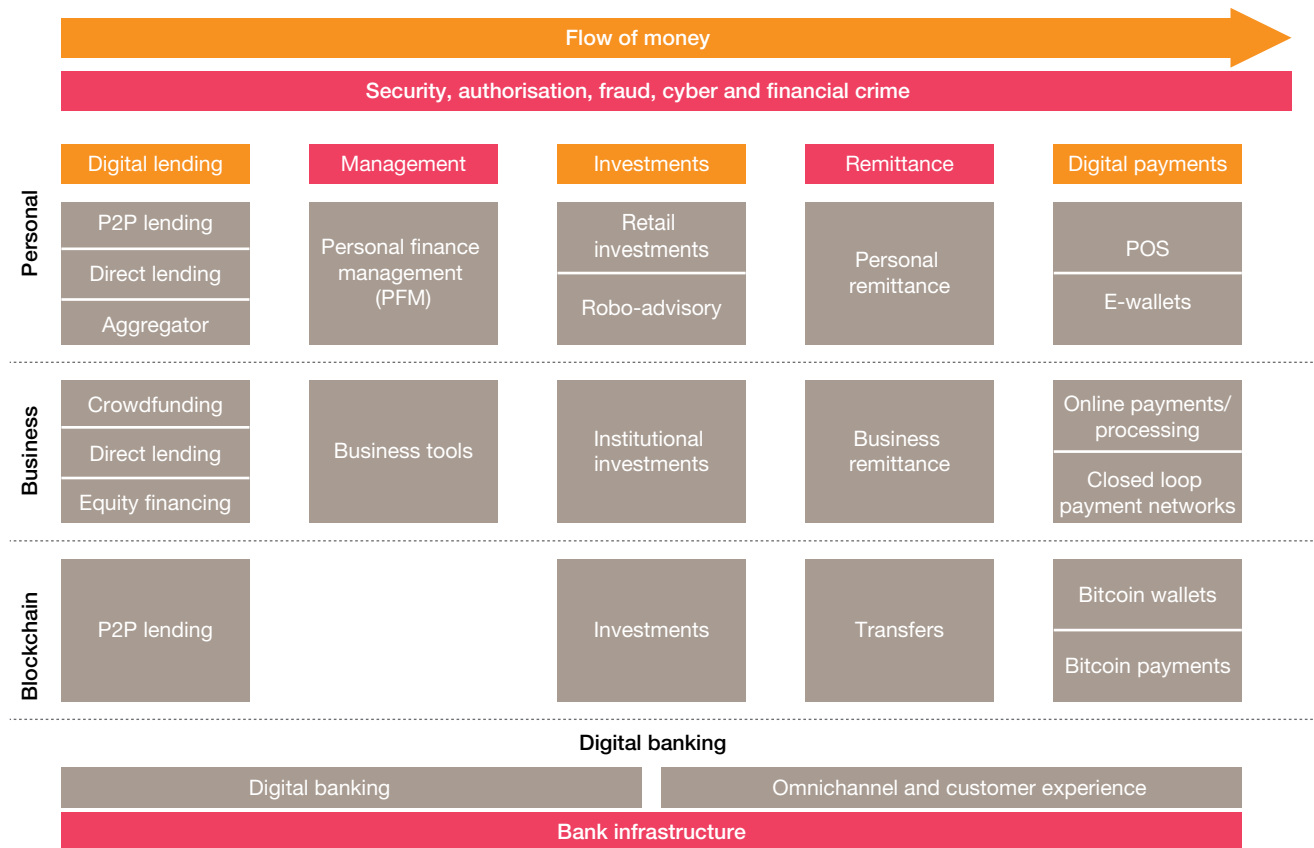 Flow of money
Security, authorisation, fraud, cyber and financial crime
Digital lending
Management
Investments
Remittance
Digital payments
Personal
P2P lending
Direct lending
Aggregator
Personal finance
management
(PFM)
Retail
investments
Robo-advisory
Personal
remittance
POS
E-wallets
Business
Crowdfunding
Direct lending
Equity financing
Business tools
Institutional
investments
Business
remittance
Online payments/
processing
Closed loop
payment networks
Blockchain
P2P lending
Investments
Transfers
Bitcoin wallets
Bitcoin payments
Digital banking
Digital banking
Omnichannel and customer experience
Bank infrastructure